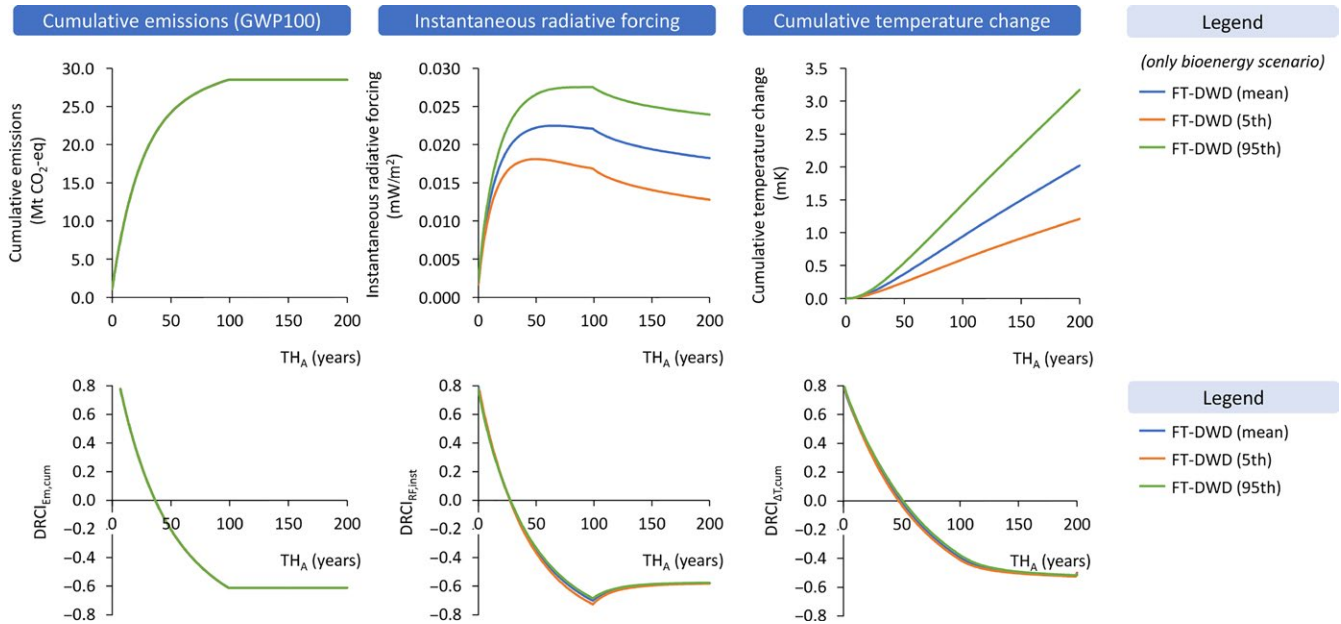 Cumulative emissions (GWP100)
Instantaneous radiative forcing
Cumulative temperature change
Legend
(only bioenergy scenario)
FT-DWD (mean)
FT-DWD (5th)
FT-DWD (95th)
Cumulative emissions
(Mt CO₂-eq)
30.0
25.0
20.0
15.0
10.0
5.0
0.0
0 50 100 150 200
TH_A (years)
Instantaneous radiative forcing
(mW/m²)
0.030
0.025
0.020
0.015
0.010
0.005
0.000
0 50 100 150 200
TH_A (years)
Cumulative temperature change
(mK)
3.5
3.0
2.5
2.0
1.5
1.0
0.5
0.0
0 50 100 150 200
TH_A (years)
DRCI_Em,cum
0.8
0.6
0.4
0.2
0.0
−0.2
−0.4
−0.6
−0.8
0 50 100 150 200
TH_A (years)
DRCI_RF,inst
0.8
0.6
0.4
0.2
0.0
−0.2
−0.4
−0.6
−0.8
0 50 100 150 200
TH_A (years)
DRCI_ΔT,cum
0.8
0.6
0.4
0.2
0.0
−0.2
−0.4
−0.6
−0.8
0 50 100 150 200
TH_A (years)
Legend
FT-DWD (mean)
FT-DWD (5th)
FT-DWD (95th)